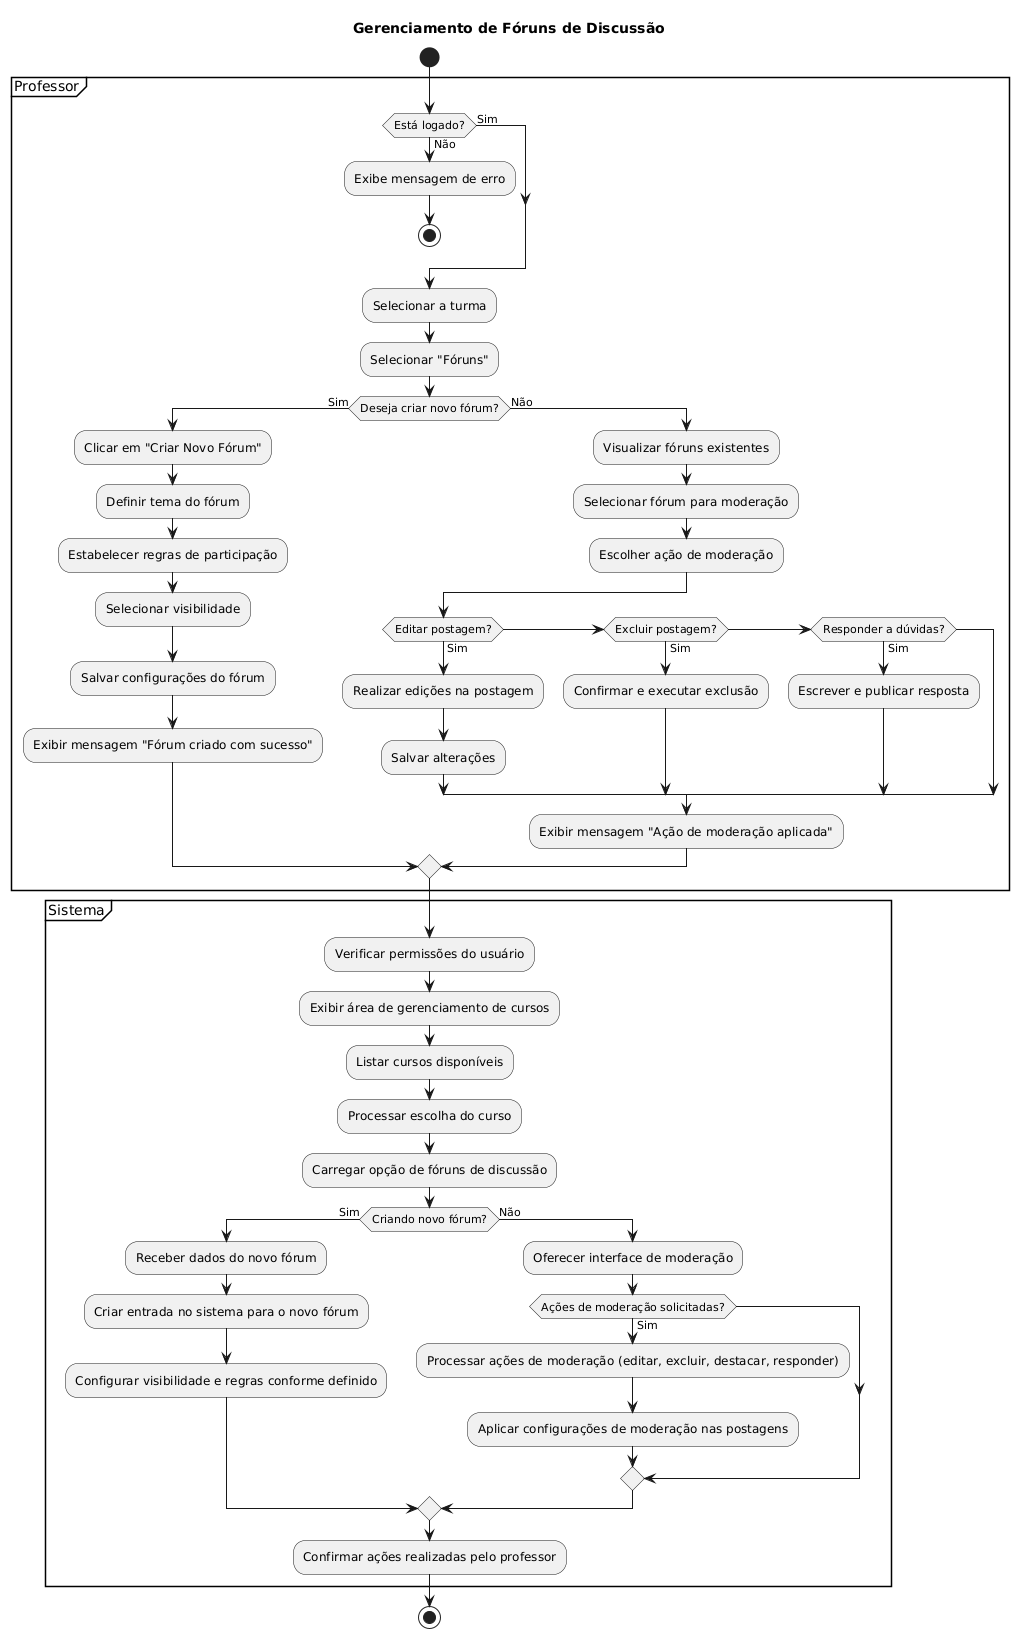 Gerenciamento de Fóruns de Discussão
Professor
Está logado?
Sim
Não
Exibe mensagem de erro
Selecionar a turma
Selecionar "Fóruns"
Sim
Deseja criar novo fórum?
Não
Clicar em "Criar Novo Fórum"
Definir tema do fórum
Estabelecer regras de participação
Selecionar visibilidade
Salvar configurações do fórum
Exibir mensagem "Fórum criado com sucesso"
Visualizar fóruns existentes
Selecionar fórum para moderação
Escolher ação de moderação
Editar postagem?
Sim
Realizar edições na postagem
Salvar alterações
Excluir postagem?
Sim
Confirmar e executar exclusão
Responder a dúvidas?
Sim
Escrever e publicar resposta
Exibir mensagem "Ação de moderação aplicada"
Sistema
Verificar permissões do usuário
Exibir área de gerenciamento de cursos
Listar cursos disponíveis
Processar escolha do curso
Carregar opção de fóruns de discussão
Sim
Criando novo fórum?
Não
Receber dados do novo fórum
Criar entrada no sistema para o novo fórum
Configurar visibilidade e regras conforme definido
Oferecer interface de moderação
Ações de moderação solicitadas?
Sim
Processar ações de moderação (editar, excluir, destacar, responder)
Aplicar configurações de moderação nas postagens
Confirmar ações realizadas pelo professor